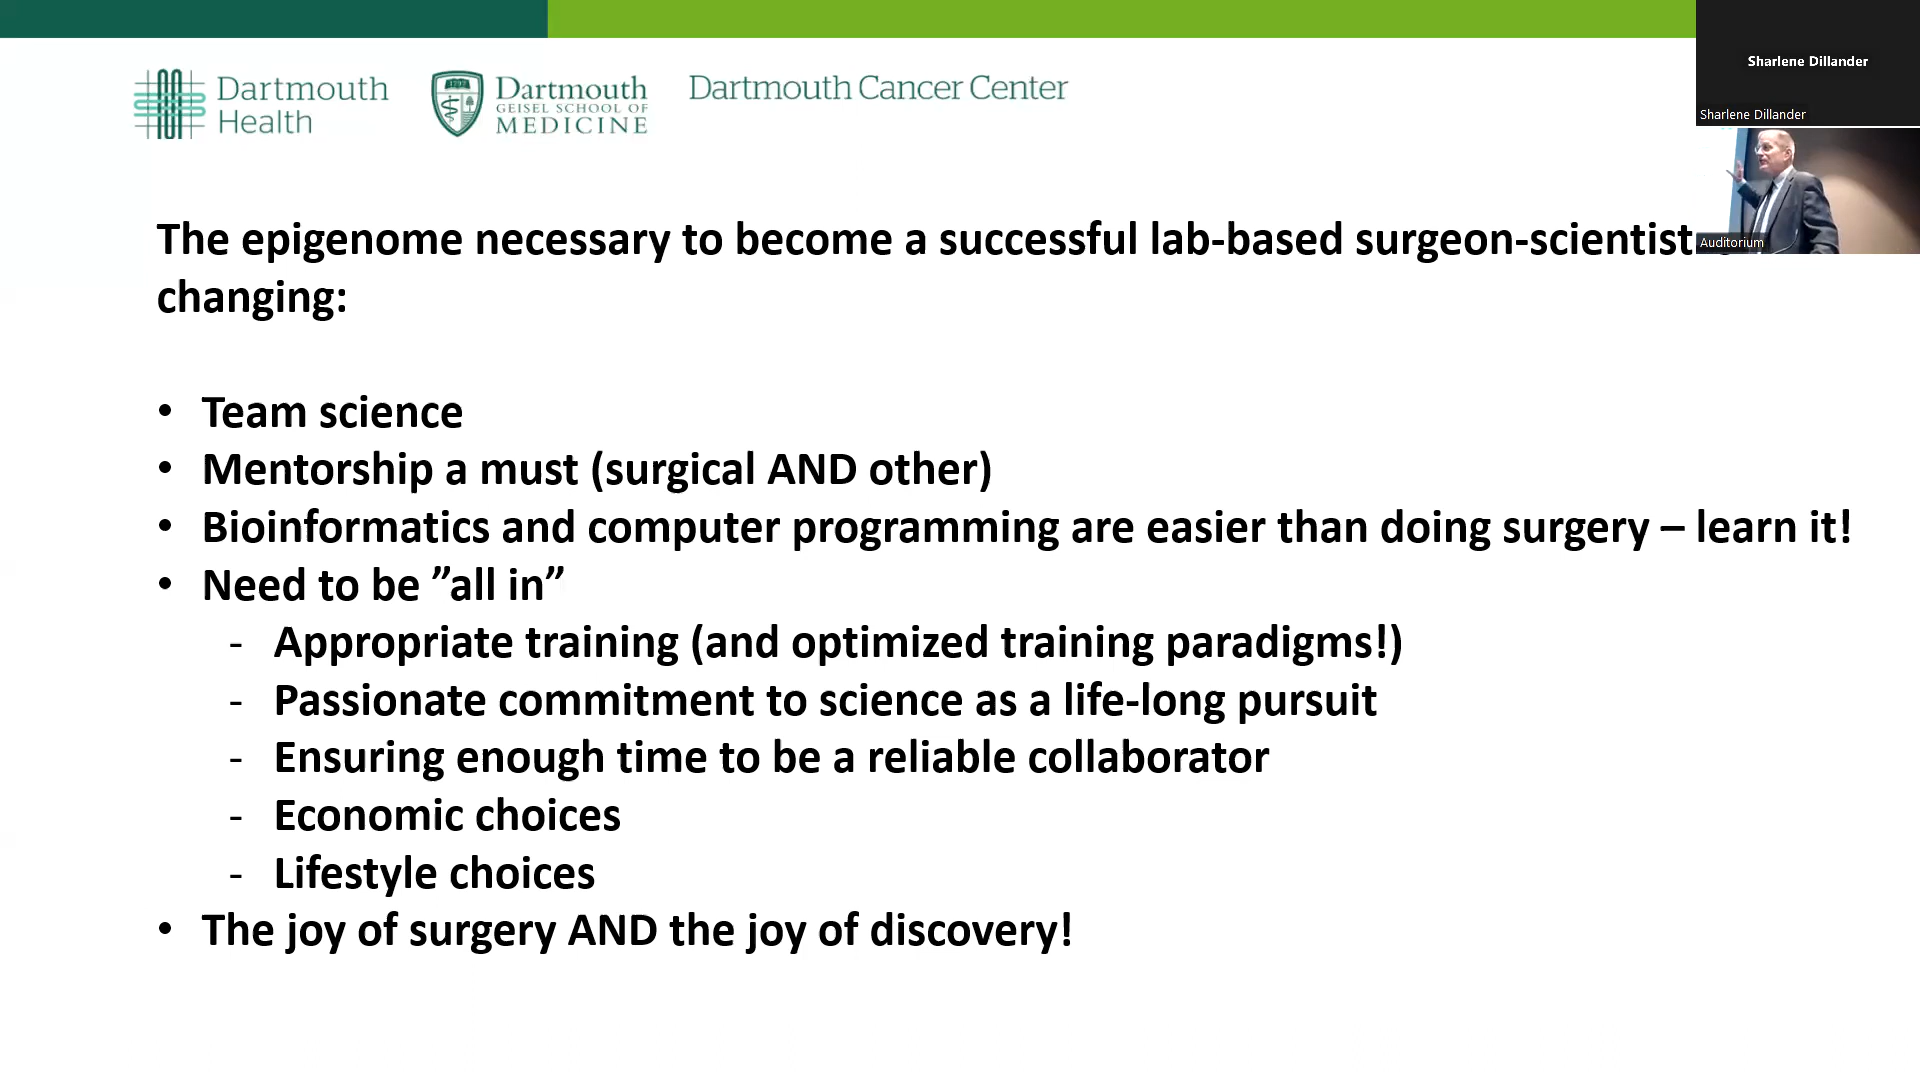 Dartmouth
Health
Dartmouth
GEISEL SCHOOL OF
MEDICINE
Dartmouth Cancer Center
Sharlene Dillander
Sharlene Dillander
Auditorium
The epigenome necessary to become a successful lab-based surgeon-scientist
changing:
• Team science
• Mentorship a must (surgical AND other)
• Bioinformatics and computer programming are easier than doing surgery – learn it!
• Need to be ”all in”
- Appropriate training (and optimized training paradigms!)
- Passionate commitment to science as a life-long pursuit
- Ensuring enough time to be a reliable collaborator
- Economic choices
- Lifestyle choices
• The joy of surgery AND the joy of discovery!